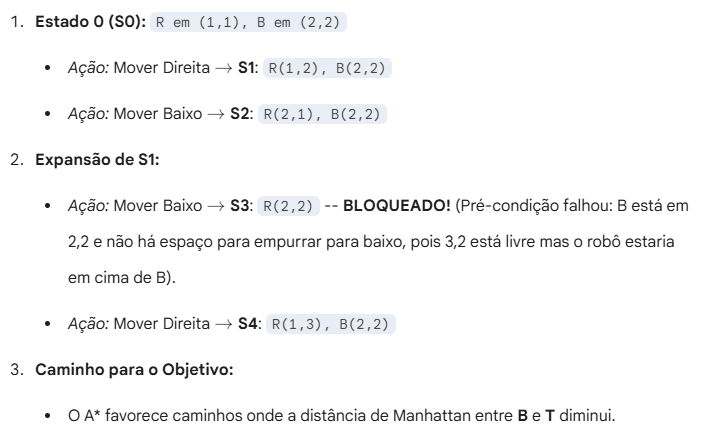 1. Estado 0 (S0): R em (1,1), B em (2,2)
• Ação: Mover Direita → S1: R(1,2), B(2,2)
• Ação: Mover Baixo → S2: R(2,1), B(2,2)
2. Expansão de S1:
• Ação: Mover Baixo → S3: R(2,2) -- BLOQUEADO! (Pré-condição falhou: B está em
2,2 e não há espaço para empurrar para baixo, pois 3,2 está livre mas o robô estaria
em cima de B).
• Ação: Mover Direita → S4: R(1,3), B(2,2)
3. Caminho para o Objetivo:
• O A* favorece caminhos onde a distância de Manhattan entre B e T diminui.